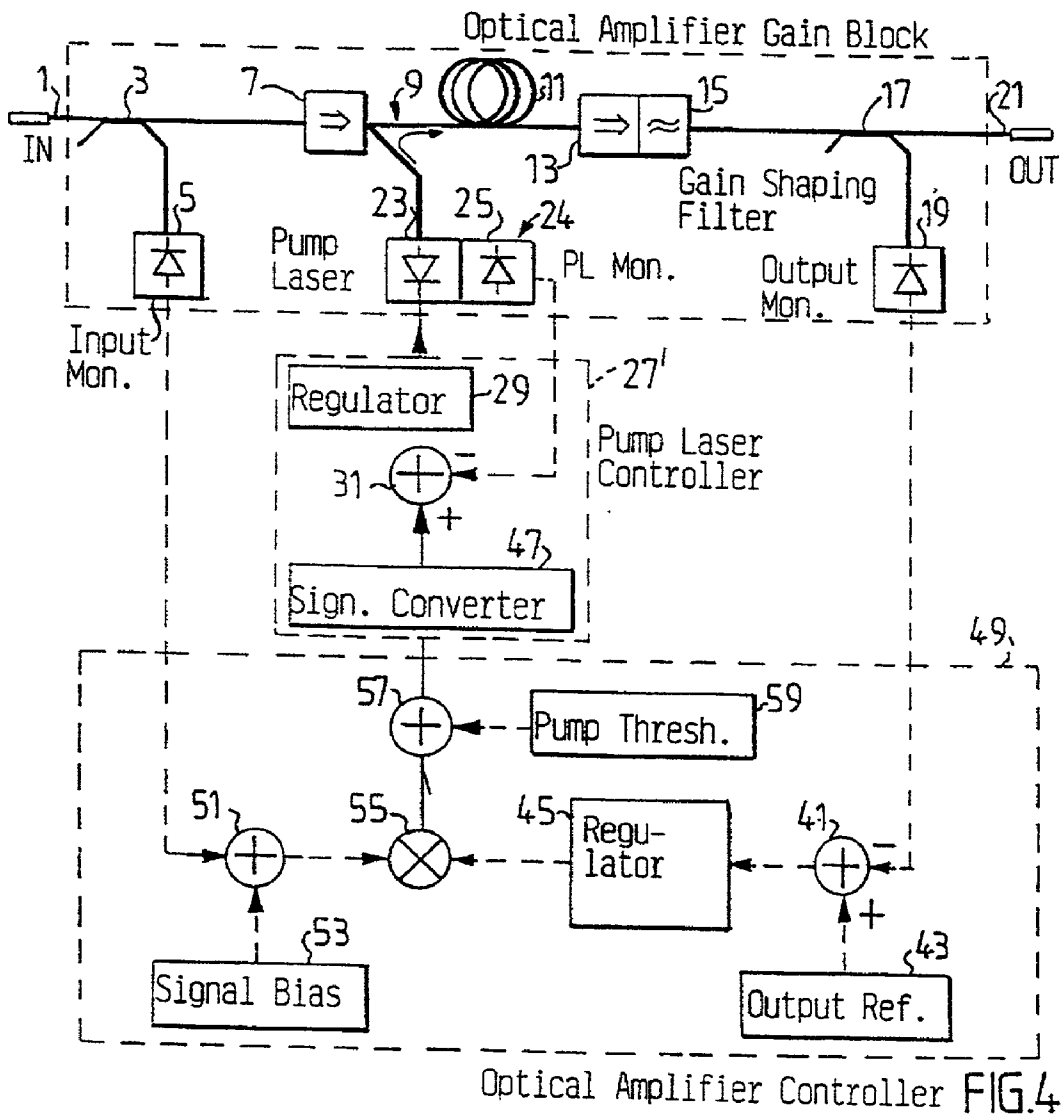 Optical Amplifier Gain Block
1
3
7
9
11
15
17
21
IN
13
OUT
Gain Shaping
Filter
5
23
25
24
19
Pump
Laser
PL Mon.
Output
Mon.
Input
Mon.
27'
Regulator
29
Pump Laser
Controller
31
-
+
47
Sign. Converter
49
57
59
Pump Thresh.
51
55
45
Regu-
lator
41
-
+
53
Signal Bias
43
Output Ref.
Optical Amplifier Controller FIG.4